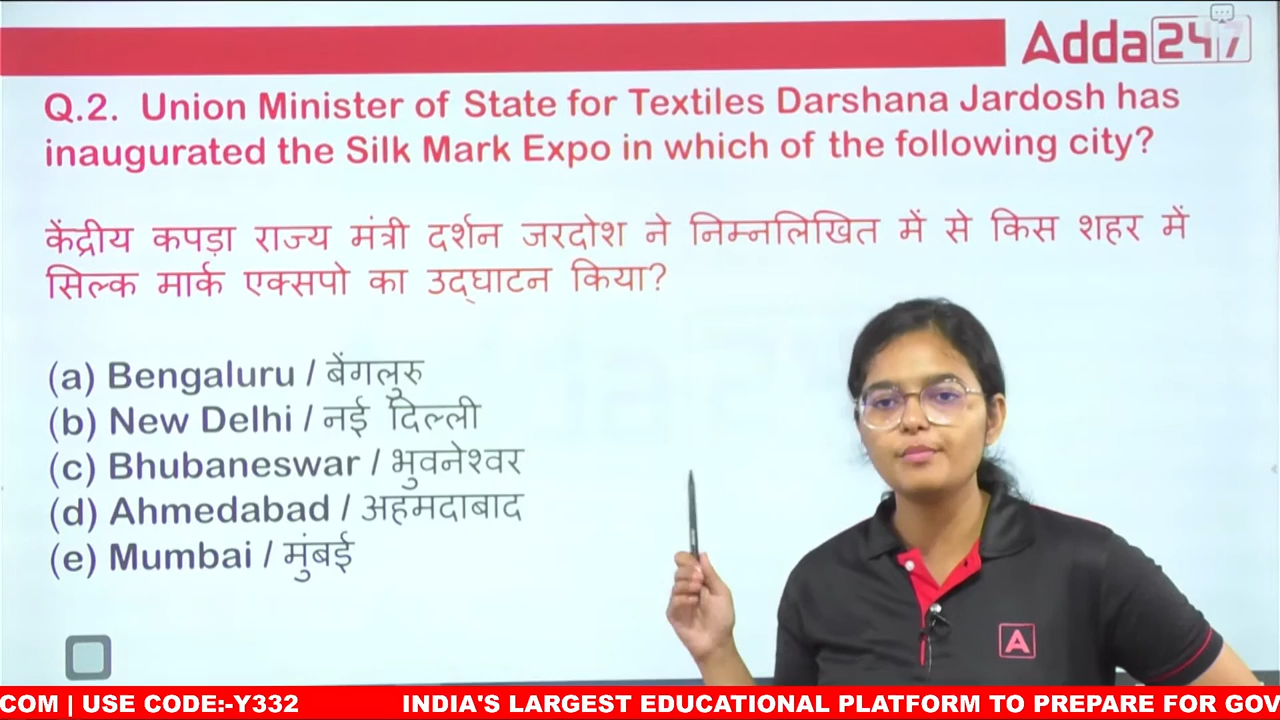 Adda247
Q.2. Union Minister of State for Textiles Darshana Jardosh has
inaugurated the Silk Mark Expo in which of the following city?
केंद्रीय कपड़ा राज्य मंत्री दर्शन जरदोश ने निम्नलिखित में से किस शहर में
सिल्क मार्क एक्सपो का उद्घाटन किया?
(a) Bengaluru / बेंगलुरु
(b) New Delhi / नई दिल्ली
(c) Bhubaneswar / भुवनेश्वर
(d) Ahmedabad / अहमदाबाद
(e) Mumbai / मुंबई
A
COM | USE CODE:-Y332 INDIA'S LARGEST EDUCATIONAL PLATFORM TO PREPARE FOR GOV